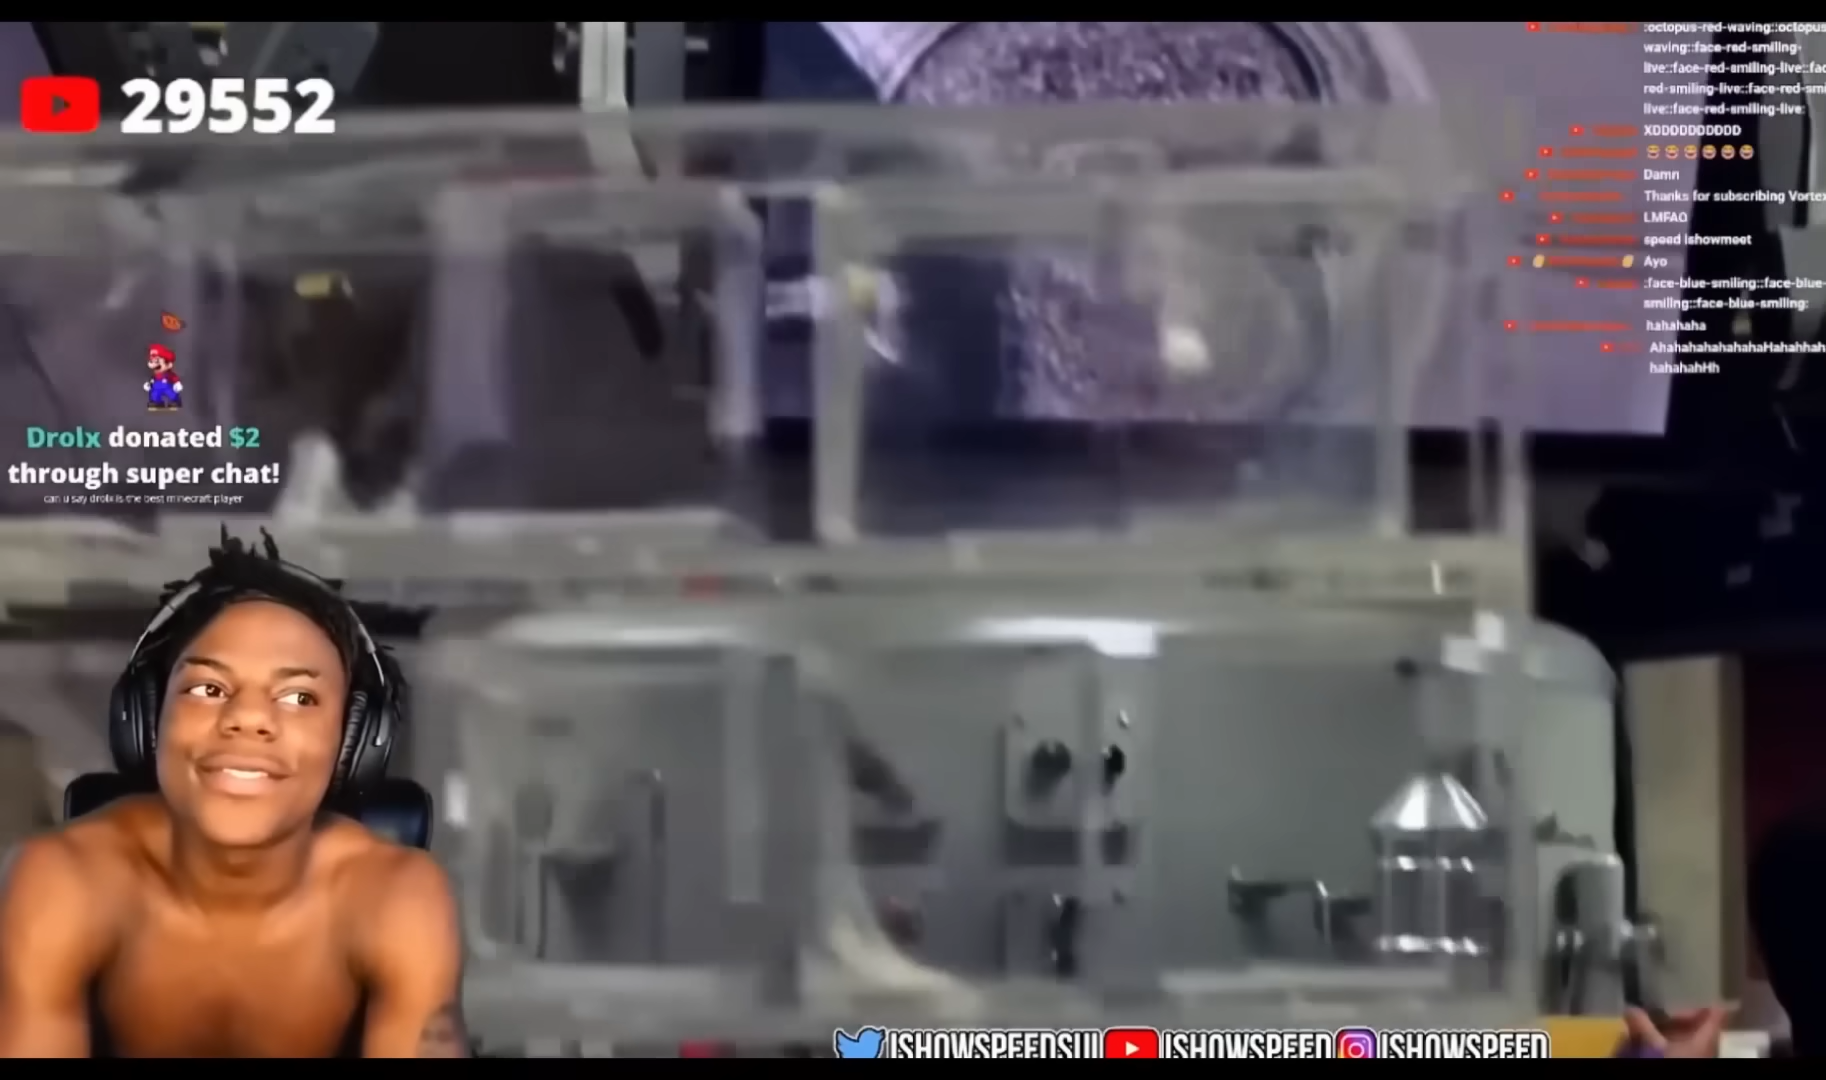 29552
:octopus-red-waving::octopus
waving::face-red-smiling-
live::face-red-smiling-live::fac
red-smiling-live::face-red-smi
live::face-red-smiling-live:
XDDDDDDDDDD
Damn
Thanks for subscribing Vortex
LMFAO
speed ishowmeet
Ayo
:face-blue-smiling::face-blue-
smiling::face-blue-smiling:
hahahaha
AhahahahahahahaHahahhah
hahahahHh
Drolx donated $2
through super chat!
can u say drolx is the best minecraft player
ISHOWSPEEDSUI ISHOWSPEED ISHOWSPEED